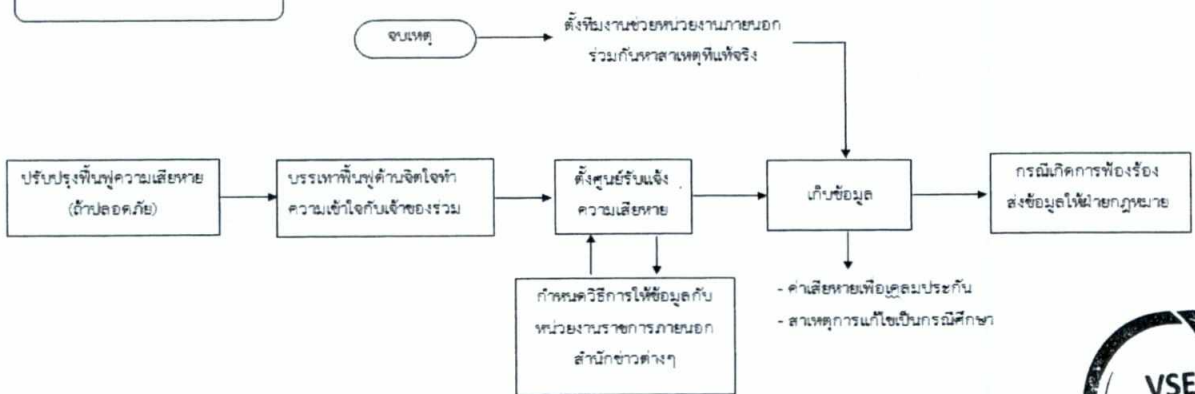 จบเหตุ
ตั้งทีมงานช่วยหน่วยงานภายนอก
ร่วมกันหาสาเหตุที่แท้จริง
ปรับปรุงฟื้นฟูความเสียหาย
(ถ้าปลอดภัย)
บรรเทาฟื้นฟูด้านจิตใจทำ
ความเข้าใจกับเจ้าของร่วม
ตั้งศูนย์รับแจ้ง
ความเสียหาย
เก็บข้อมูล
กรณีเกิดการฟ้องร้อง
ส่งข้อมูลให้ฝ่ายกฎหมาย
กำหนดวิธีการให้ข้อมูลกับ
หน่วยงานราชการภายนอก
สำนักข่าวต่างๆ
- ค่าเสียหายเพื่อเคลมประกัน
- สาเหตุการแก้ไขเป็นกรณีศึกษา
VSE